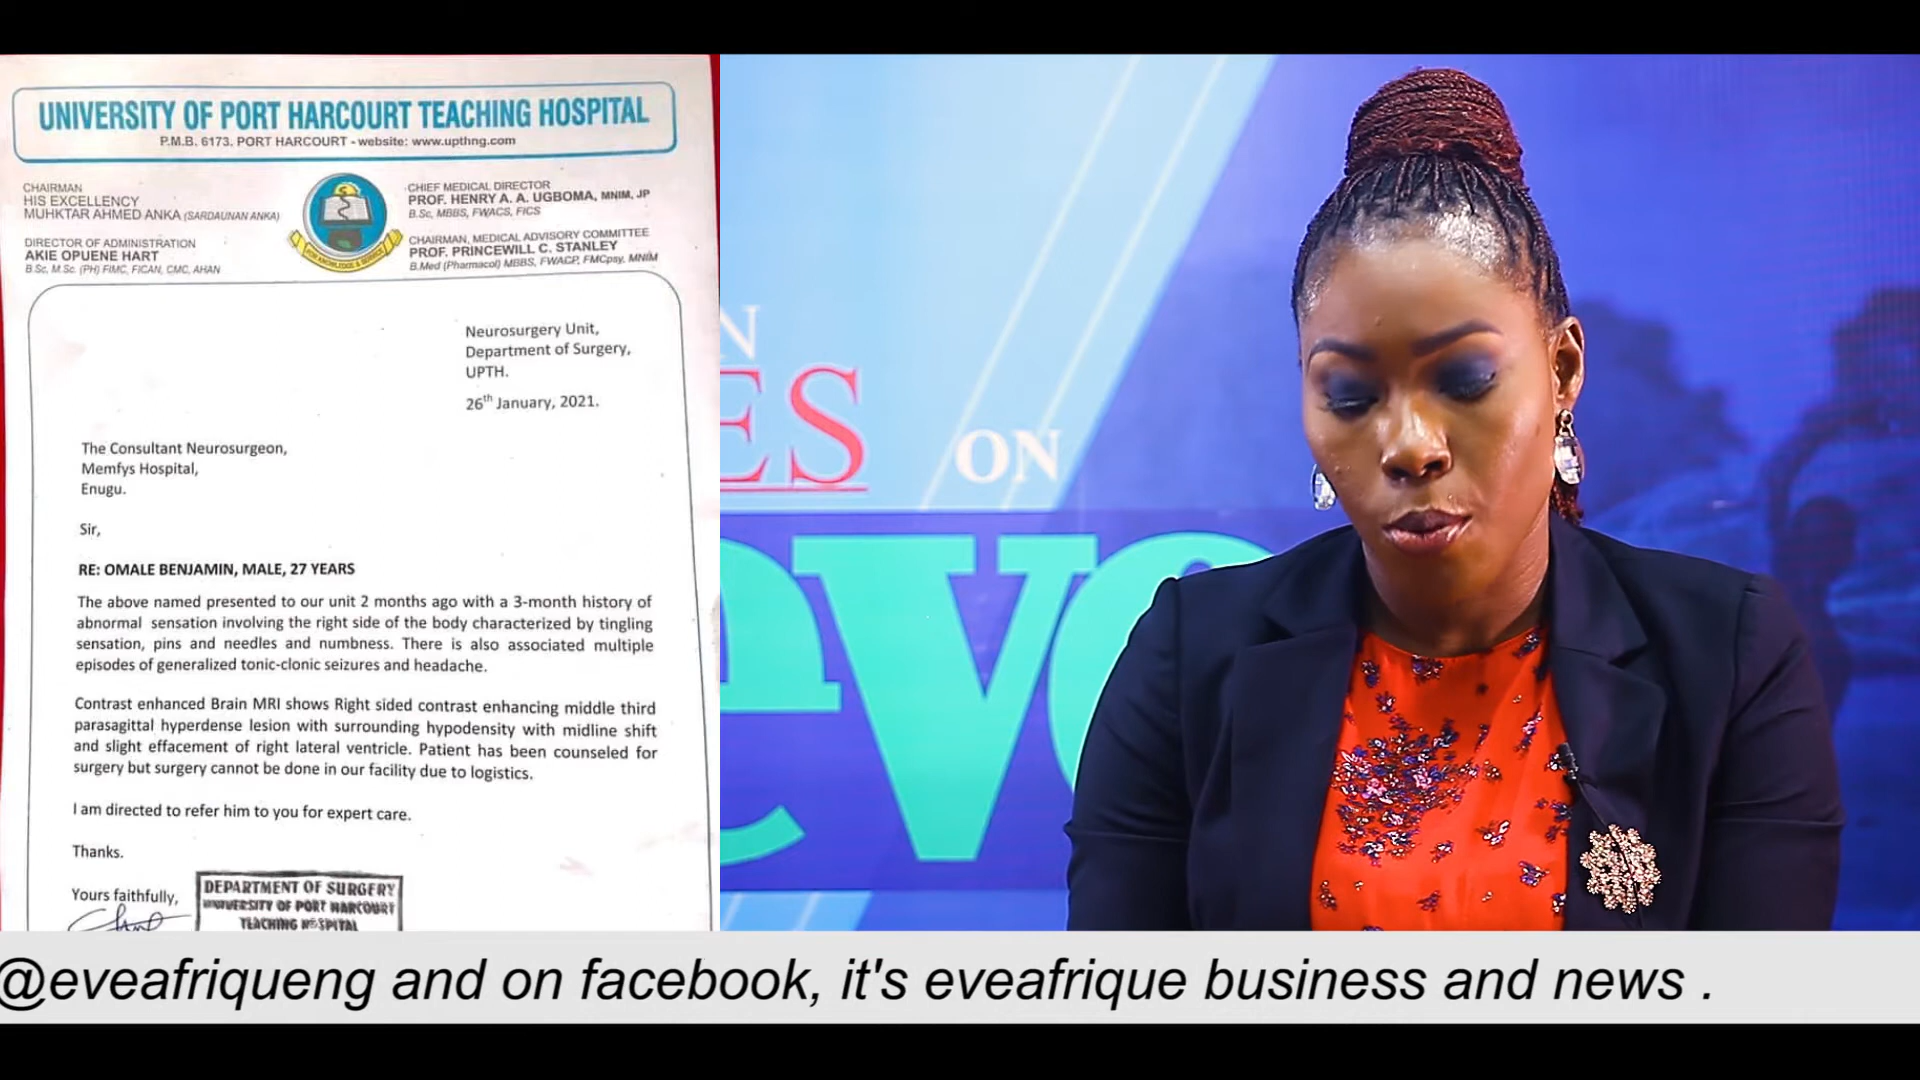 UNIVERSITY OF PORT HARCOURT TEACHING HOSPITAL
P.M.B. 6173. PORT HARCOURT - website: www.upthng.com
CHAIRMAN
HIS EXCELLENCY
MUHKTAR AHMED ANKA (SARDAUNAN ANKA)
DIRECTOR OF ADMINISTRATION
AKIE OPUENE HART
B.Sc, M.Sc. (PH) FIMC, FICAN, CMC, AHAN
FOR KNOWLEDGE & SERVICE
CHIEF MEDICAL DIRECTOR
PROF. HENRY A. A. UGBOMA, MNIM, JP
B.Sc, MBBS, FWACS, FICS
CHAIRMAN, MEDICAL ADVISORY COMMITTEE
PROF. PRINCEWILL C. STANLEY
B.Med (Pharmacol) MBBS, FWACP, FMCpsy, MNIM
Neurosurgery Unit,
Department of Surgery,
UPTH.
26th January, 2021.
The Consultant Neurosurgeon,
Memfys Hospital,
Enugu.
Sir,
RE: OMALE BENJAMIN, MALE, 27 YEARS
The above named presented to our unit 2 months ago with a 3-month history of
abnormal sensation involving the right side of the body characterized by tingling
sensation, pins and needles and numbness. There is also associated multiple
episodes of generalized tonic-clonic seizures and headache.
Contrast enhanced Brain MRI shows Right sided contrast enhancing middle third
parasagittal hyperdense lesion with surrounding hypodensity with midline shift
and slight effacement of right lateral ventricle. Patient has been counseled for
surgery but surgery cannot be done in our facility due to logistics.
I am directed to refer him to you for expert care.
Thanks.
Yours faithfully,
DEPARTMENT OF SURGERY
UNIVERSITY OF PORT HARCOURT
TEACHING HOSPITAL
N
ES
ON
eve
@eveafriqueng and on facebook, it's eveafrique business and news .